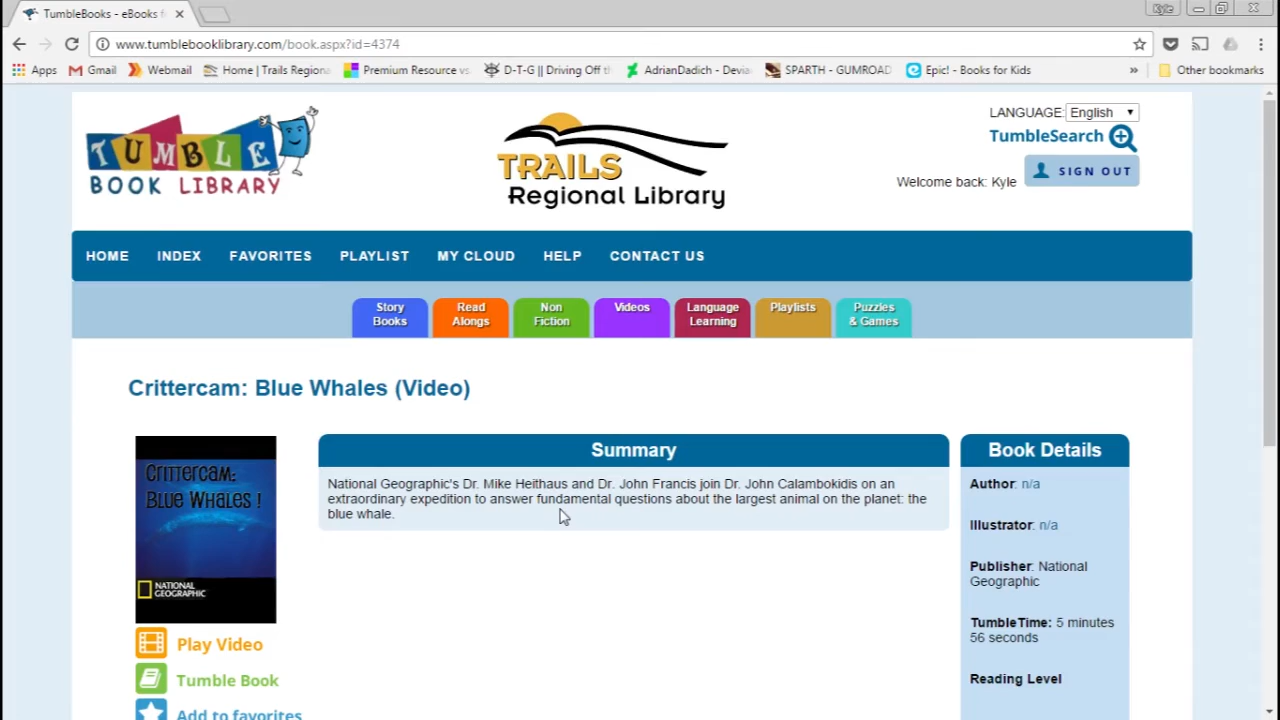 TumbleBooks - eBooks f
Kyle
www.tumblebooklibrary.com/book.aspx?id=4374
Apps Gmail Webmail Home | Trails Regiona Premium Resource vs D-T-G || Driving Off th AdrianDadich - Devia SPARTH - GUMROAD Epic! - Books for Kids » Other bookmarks
TUMBLE
BOOK LIBRARY
TRAILS
Regional Library
LANGUAGE: English
TumbleSearch
Welcome back: Kyle SIGN OUT
HOME INDEX FAVORITES PLAYLIST MY CLOUD HELP CONTACT US
Story
Books
Read
Alongs
Non
Fiction
Videos
Language
Learning
Playlists
Puzzles
& Games
Crittercam: Blue Whales (Video)
Crittercam:
Blue Whales!
NATIONAL
GEOGRAPHIC
Play Video
Tumble Book
Add to favorites
Summary
National Geographic's Dr. Mike Heithaus and Dr. John Francis join Dr. John Calambokidis on an
extraordinary expedition to answer fundamental questions about the largest animal on the planet: the
blue whale.
Book Details
Author: n/a
Illustrator: n/a
Publisher: National
Geographic
TumbleTime: 5 minutes
56 seconds
Reading Level